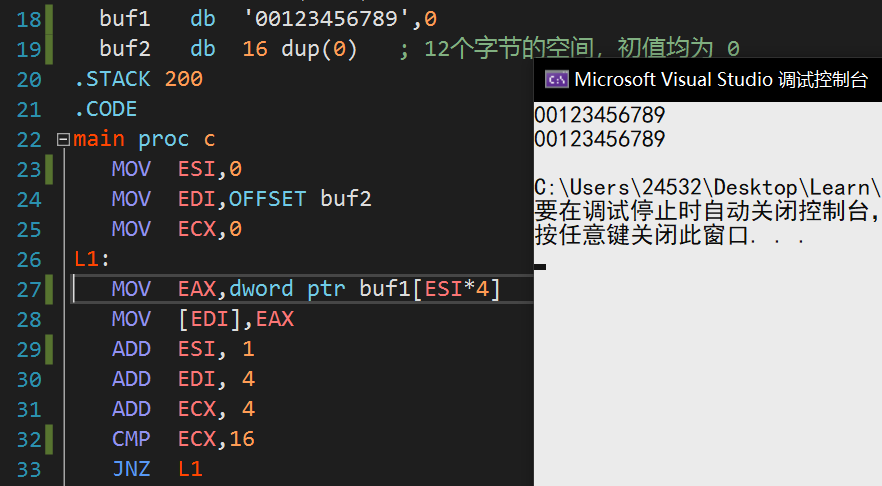 18 buf1 db '00123456789',0
19 buf2 db 16 dup(0) ; 12个字节的空间，初值均为 0
20 .STACK 200
21 .CODE
22 main proc c
23 MOV ESI,0
24 MOV EDI,OFFSET buf2
25 MOV ECX,0
26 L1:
27 MOV EAX,dword ptr buf1[ESI*4]
28 MOV [EDI],EAX
29 ADD ESI, 1
30 ADD EDI, 4
31 ADD ECX, 4
32 CMP ECX,16
33 JNZ L1
Microsoft Visual Studio 调试控制台
00123456789
00123456789
C:\Users\24532\Desktop\Learn\
要在调试停止时自动关闭控制台，
按任意键关闭此窗口. . .